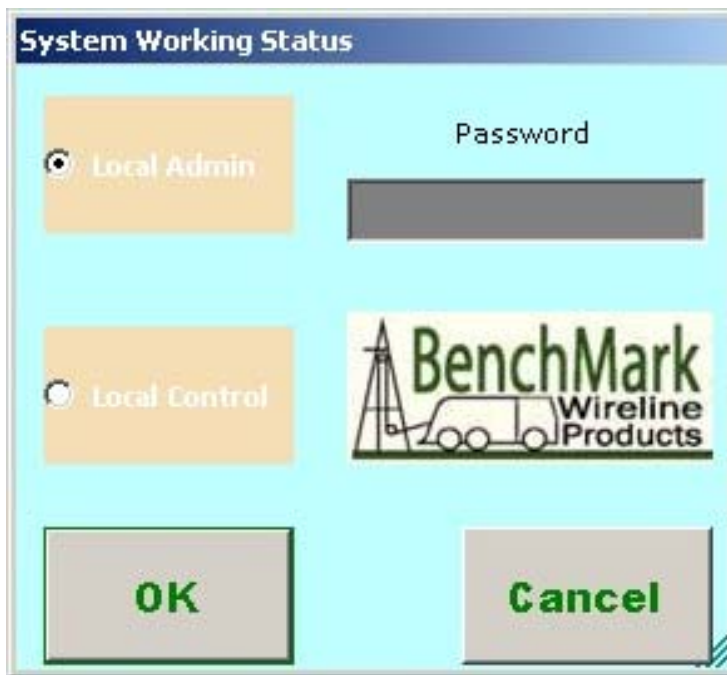 System Working Status
Local Admin
Password
Local Control
BenchMark
Wireline
Products
OK
Cancel